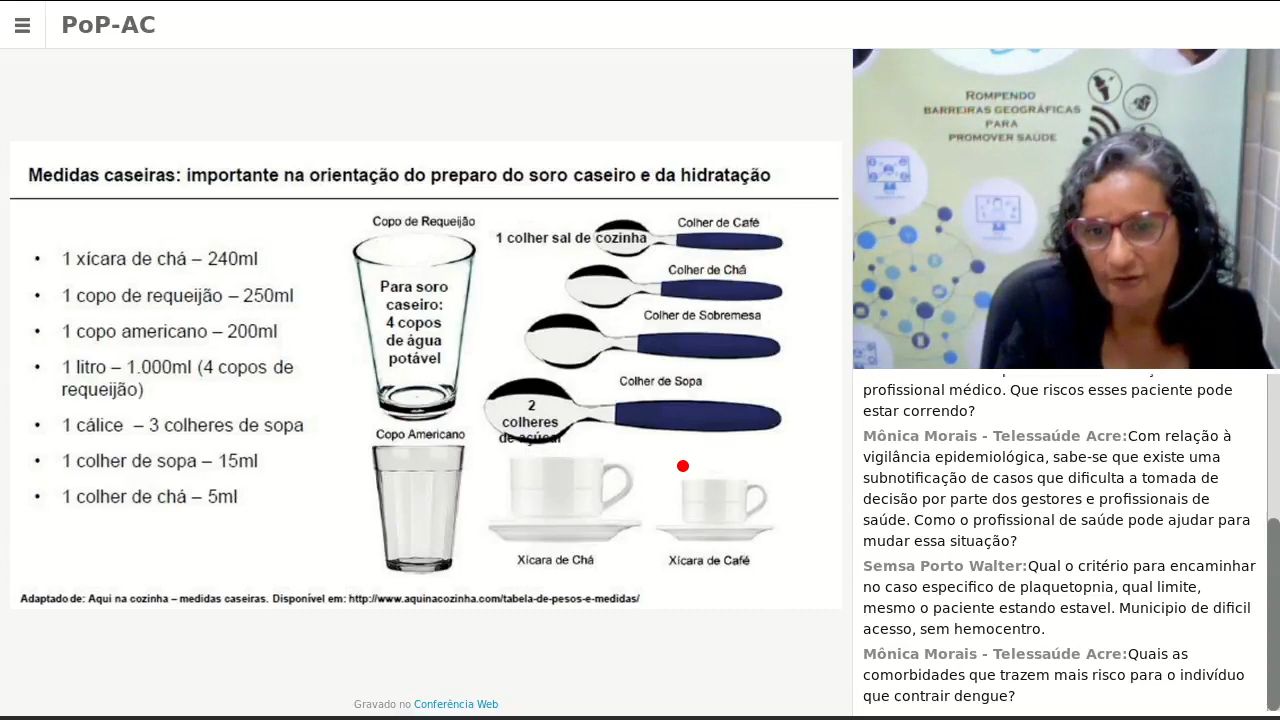 PoP-AC
Medidas caseiras: importante na orientação do preparo do soro caseiro e da hidratação
• 1 xícara de chá – 240ml
• 1 copo de requeijão – 250ml
• 1 copo americano – 200ml
• 1 litro – 1.000ml (4 copos de
requeijão)
• 1 cálice – 3 colheres de sopa
• 1 colher de sopa – 15ml
• 1 colher de chá – 5ml
Copo de Requeijão
Para soro
caseiro:
4 copos
de água
potável
Copo Americano
1 colher sal de cozinha
Colher de Café
Colher de Chá
Colher de Sobremesa
Colher de Sopa
2
colheres
de açúcar
Xícara de Chá
Xícara de Café
Adaptado de: Aqui na cozinha – medidas caseiras. Disponível em: http://www.aquinacozinha.com/tabela-de-pesos-e-medidas/
Gravado no Conferência Web
ROMPENDO
BARREIRAS GEOGRÁFICAS
PARA
PROMOVER SAÚDE
profissional médico. Que riscos esses paciente pode
estar correndo?
Mônica Morais - Telessaúde Acre:Com relação à
vigilância epidemiológica, sabe-se que existe uma
subnotificação de casos que dificulta a tomada de
decisão por parte dos gestores e profissionais de
saúde. Como o profissional de saúde pode ajudar para
mudar essa situação?
Semsa Porto Walter:Qual o critério para encaminhar
no caso especifico de plaquetopnia, qual limite,
mesmo o paciente estando estavel. Municipio de dificil
acesso, sem hemocentro.
Mônica Morais - Telessaúde Acre:Quais as
comorbidades que trazem mais risco para o indivíduo
que contrair dengue?